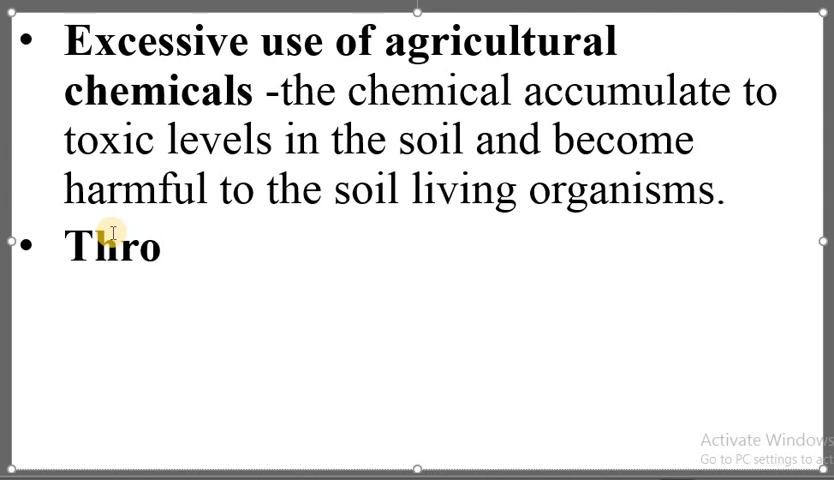 • Excessive use of agricultural
chemicals -the chemical accumulate to
toxic levels in the soil and become
harmful to the soil living organisms.
• Thro
Activate Windows
Go to PC settings to act